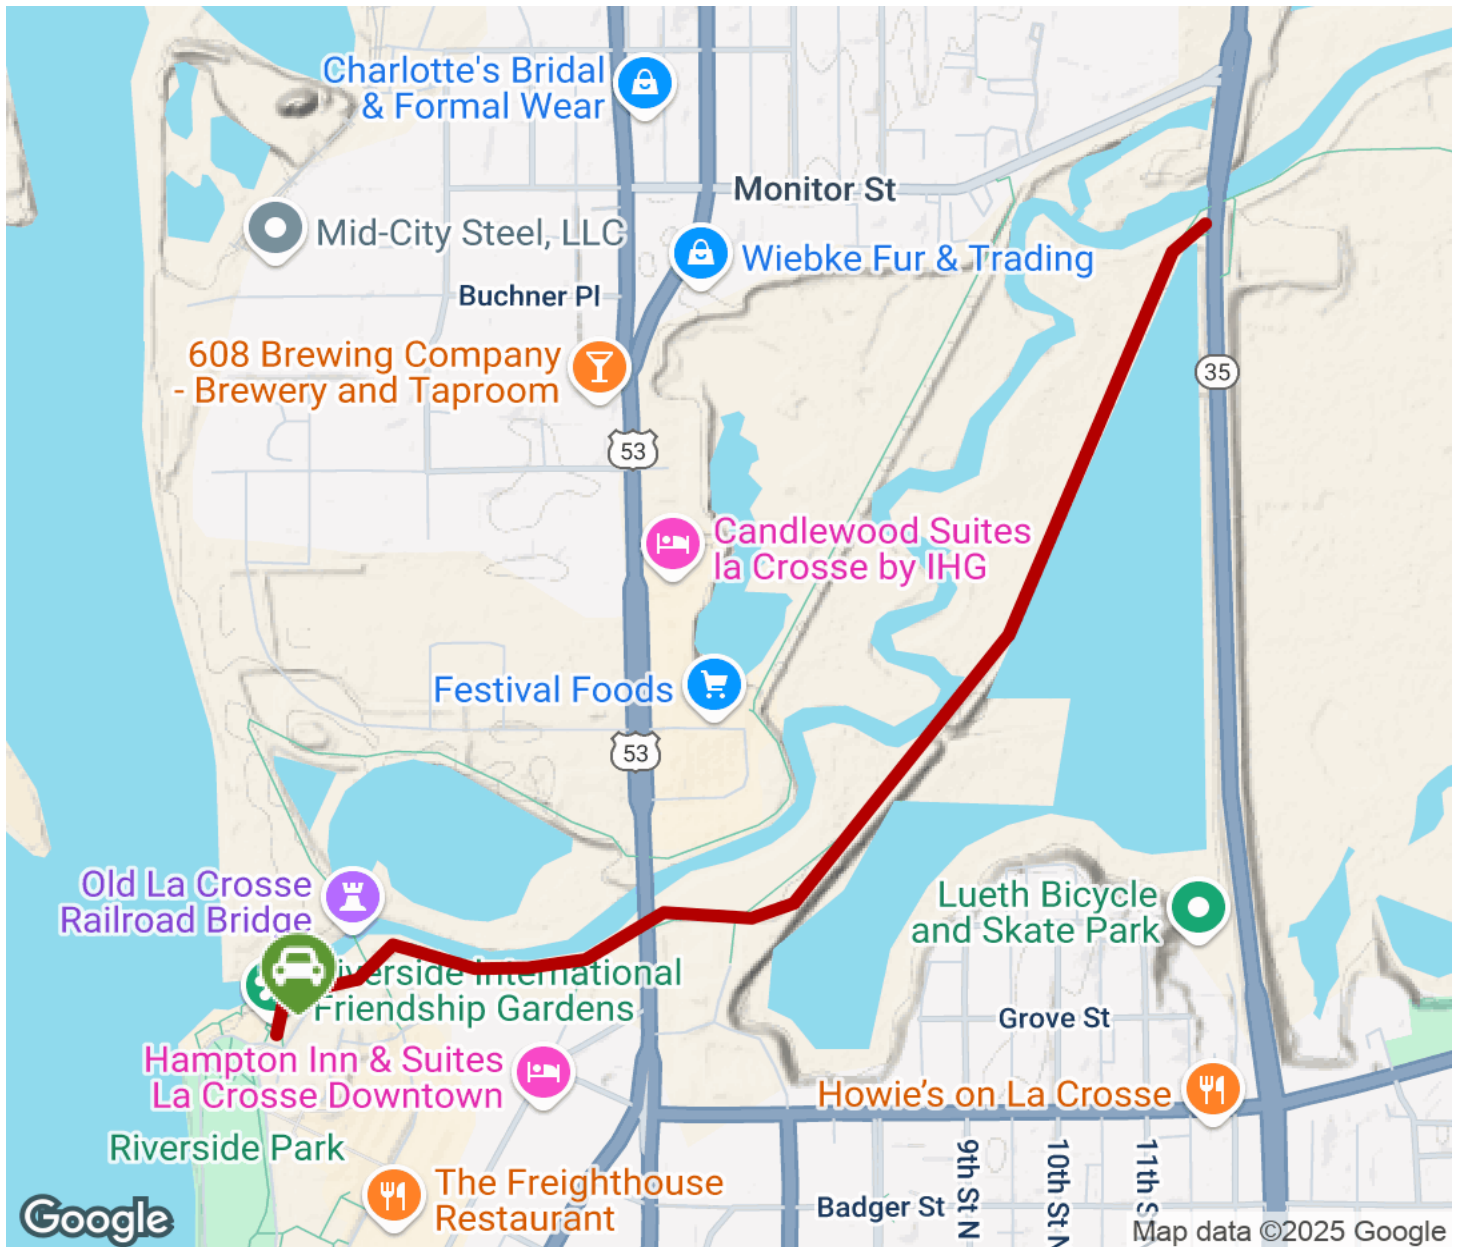 Charlotte's Bridal
& Formal Wear
Monitor St
Mid-City Steel, LLC
Wiebke Fur & Trading
Buchner Pl
608 Brewing Company
- Brewery and Taproom
35
53
Candlewood Suites
la Crosse by IHG
Festival Foods
53
Old La Crosse
Railroad Bridge
Lueth Bicycle
and Skate Park
iverside International
Friendship Gardens
Grove St
Hampton Inn & Suites
La Crosse Downtown
Howie's on La Crosse
Riverside Park
9th St N
10th St N
11th S
The Freighthouse
Restaurant
Badger St
Google
Map data ©2025 Google